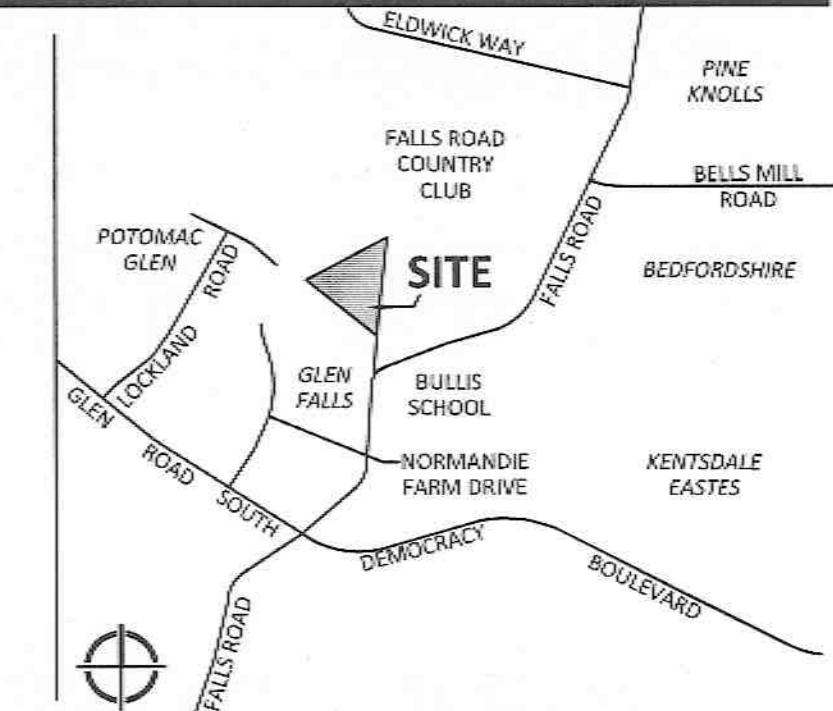 ELDWICK WAY
PINE
KNOLLS
FALLS ROAD
COUNTRY
CLUB
BELLS MILL
ROAD
POTOMAC
GLEN
LOCKLAND ROAD
SITE
FALLS ROAD
BEDFORDSHIRE
GLEN
FALLS
BULLIS
SCHOOL
GLEN ROAD SOUTH
NORMANDIE
FARM DRIVE
KENTSDALE
EASTES
DEMOCRACY BOULEVARD
FALLS ROAD